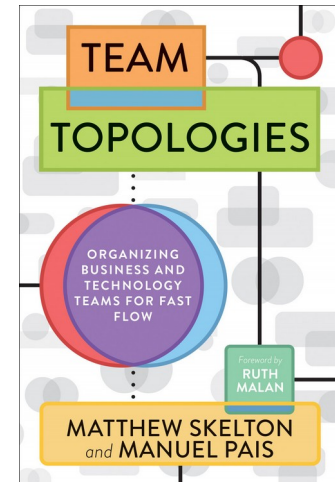 TEAM
TOPOLOGIES
ORGANIZING
BUSINESS AND
TECHNOLOGY
TEAMS FOR FAST
FLOW
Foreword by
RUTH
MALAN
MATTHEW SKELTON
and MANUEL PAIS